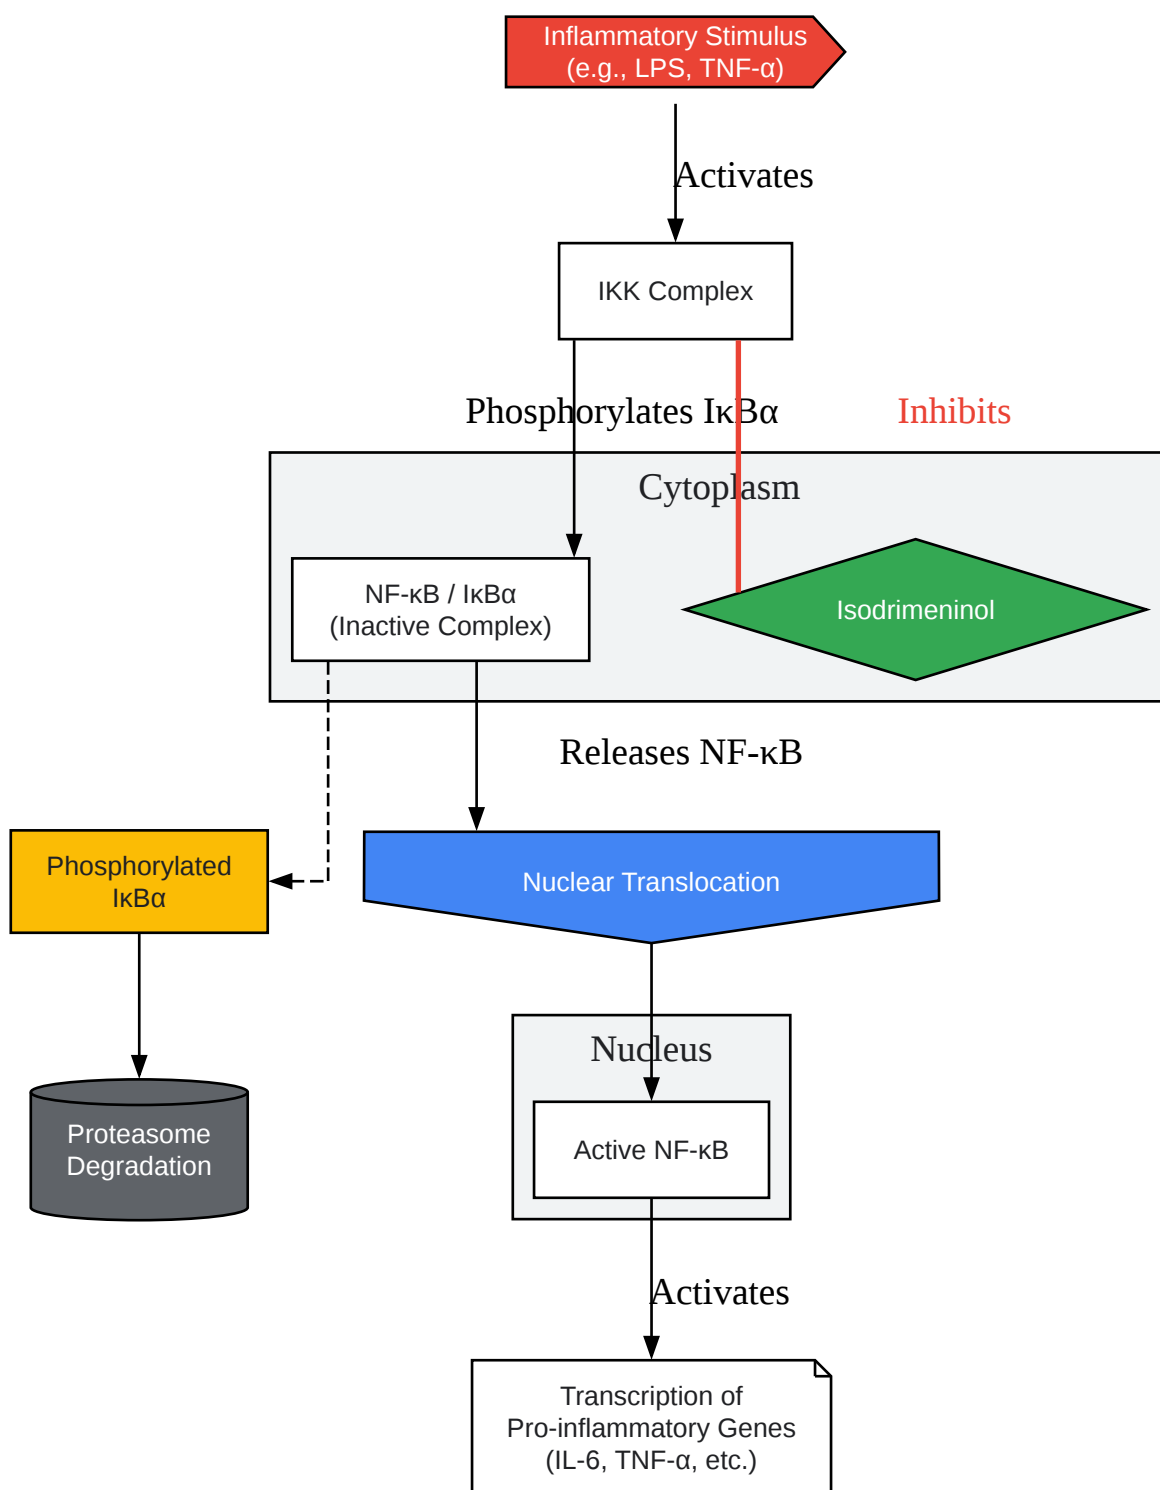 Inflammatory Stimulus
(e.g., LPS, TNF-α)
Activates
IKK Complex
Phosphorylates IκBα
Inhibits
Cytoplasm
NF-κB / IκBα
(Inactive Complex)
Isodrimeninol
Releases NF-κB
Phosphorylated
IκBα
Nuclear Translocation
Nucleus
Active NF-κB
Proteasome
Degradation
Activates
Transcription of
Pro-inflammatory Genes
(IL-6, TNF-α, etc.)